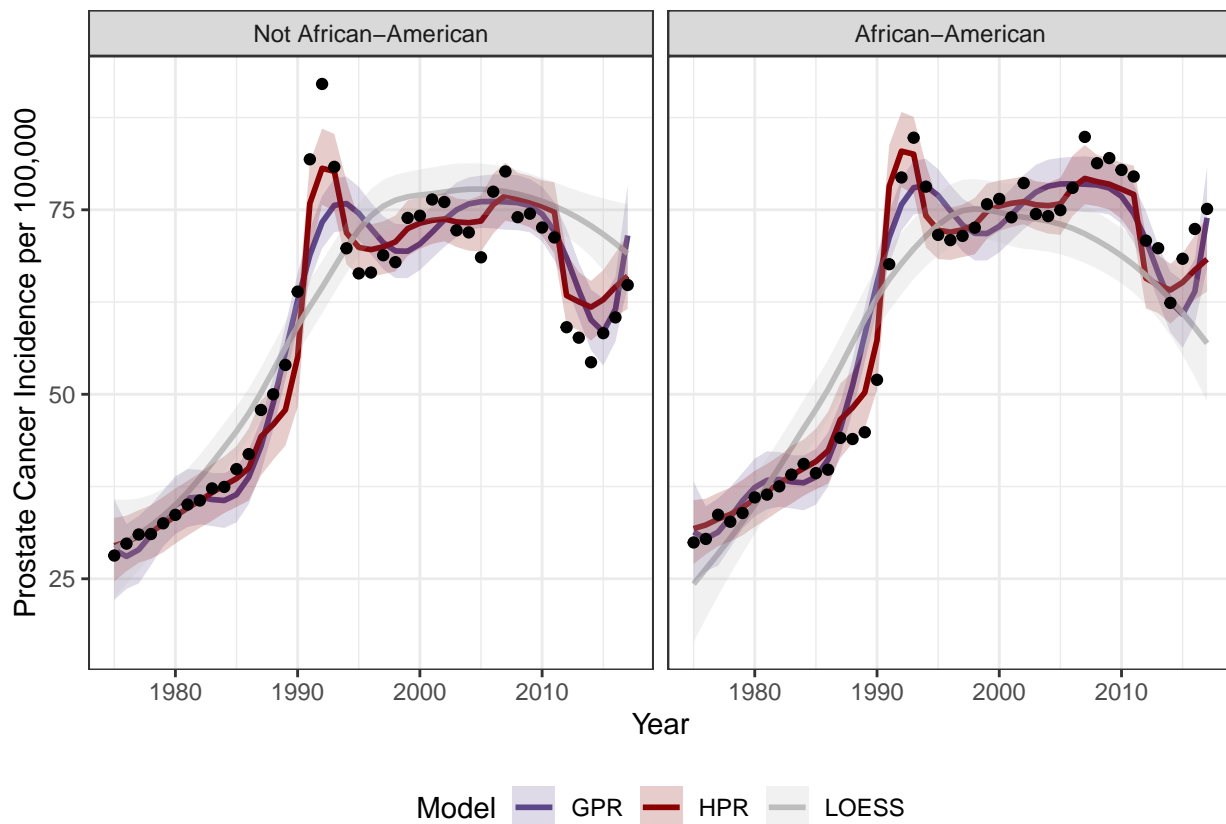 Not African−American
African−American
Prostate Cancer Incidence per 100,000
75
50
25
1980 1990 2000 2010
1980 1990 2000 2010
Year
Model GPR HPR LOESS